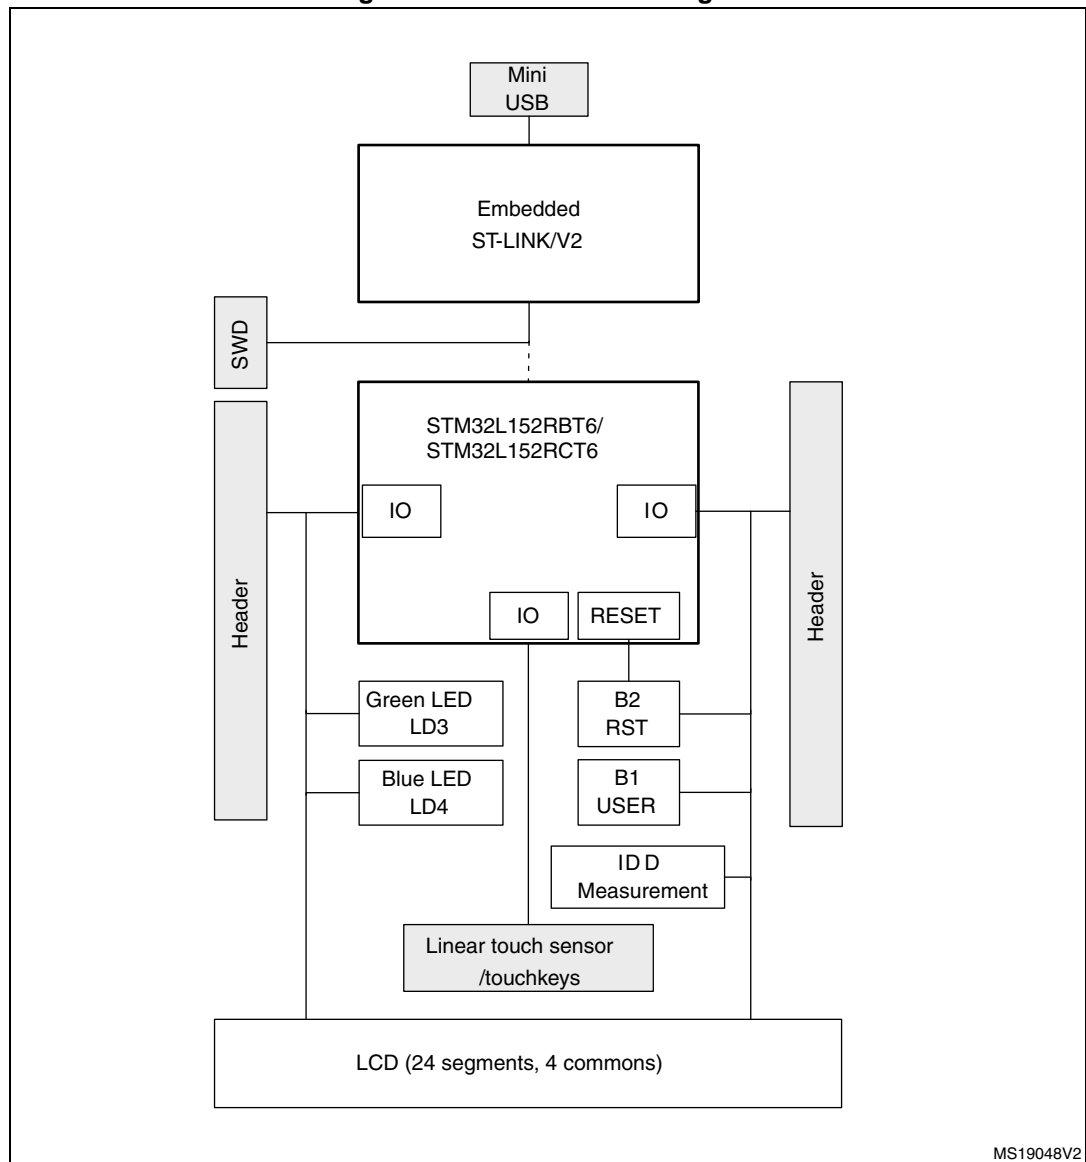 Mini
USB
Embedded
ST-LINK/V2
SWD
STM32L152RBT6/
STM32L152RCT6
IO
IO
Header
Header
IO
RESET
Green LED
LD3
B2
RST
Blue LED
LD4
B1
USER
IDD
Measurement
Linear touch sensor
/touchkeys
LCD (24 segments, 4 commons)
MS19048V2